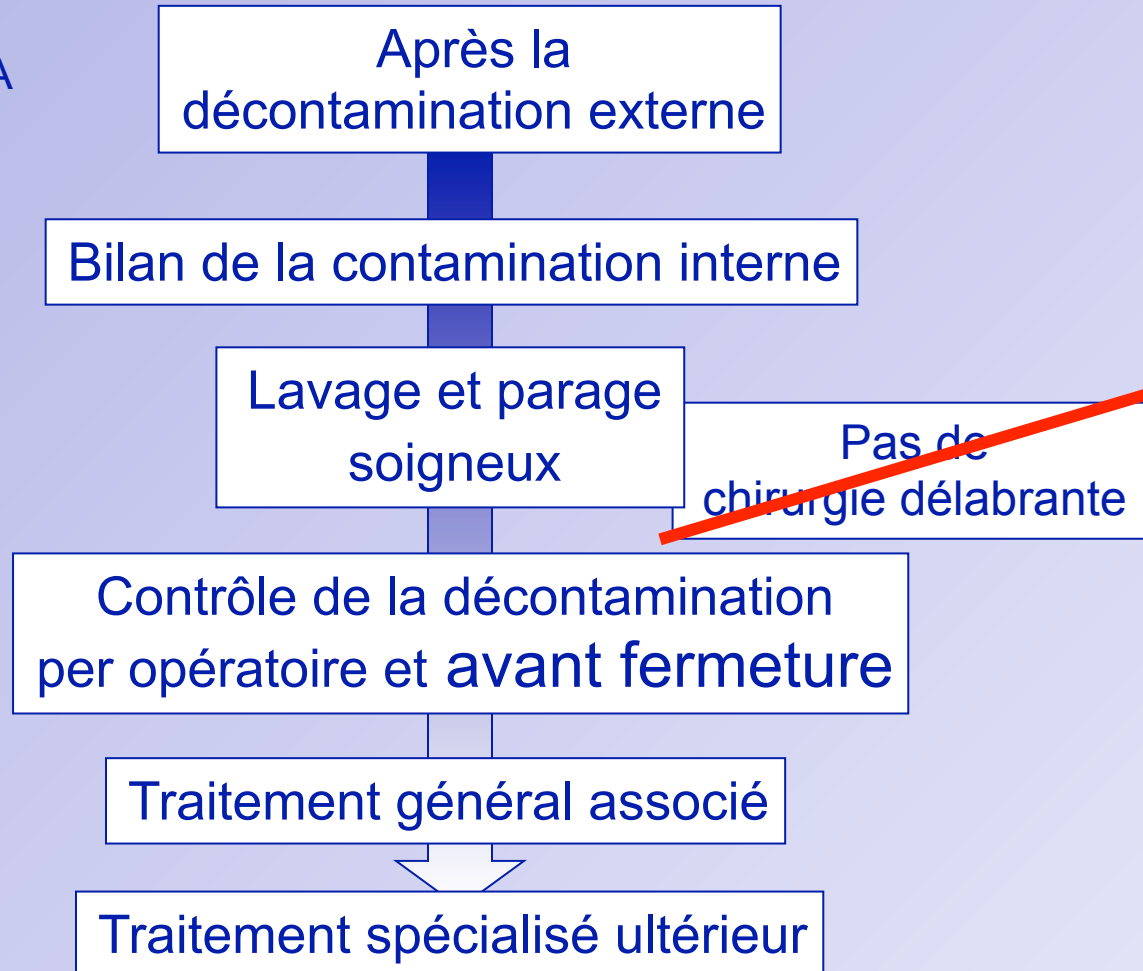 A
Après la
décontamination externe
Bilan de la contamination interne
Lavage et parage
soigneux
Pas de
chirurgie délabrante
Contrôle de la décontamination
per opératoire et avant fermeture
Traitement général associé
Traitement spécialisé ultérieur